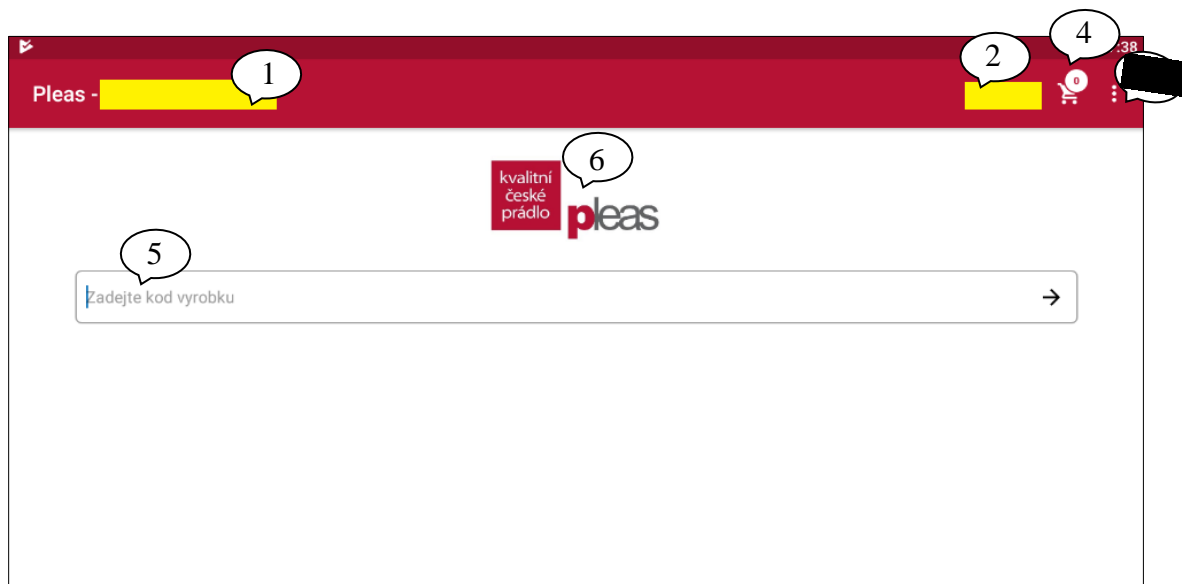 4
1
2
:38
Pleas -
0
6
kvalitní
české
prádlo
pleas
5
Zadejte kod vyrobku